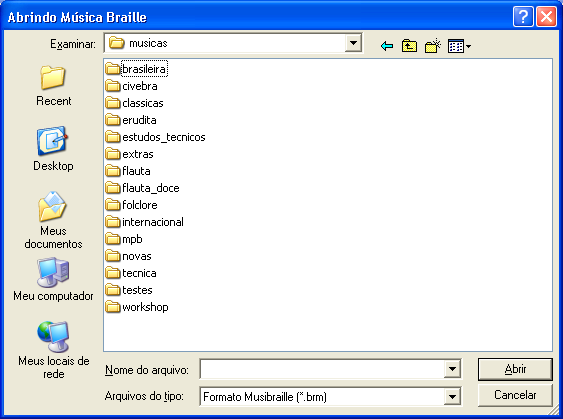 Abrindo Música Braille
Examinar:
musicas
Recent
Desktop
Meus
documentos
Meu computador
Meus locais de
rede
brasileira
civebra
classicas
erudita
estudos_tecnicos
extras
flauta
flauta_doce
folclore
internacional
mpb
novas
tecnica
testes
workshop
Nome do arquivo:
Abrir
Arquivos do tipo:
Formato Musibraille (*.brm)
Cancelar